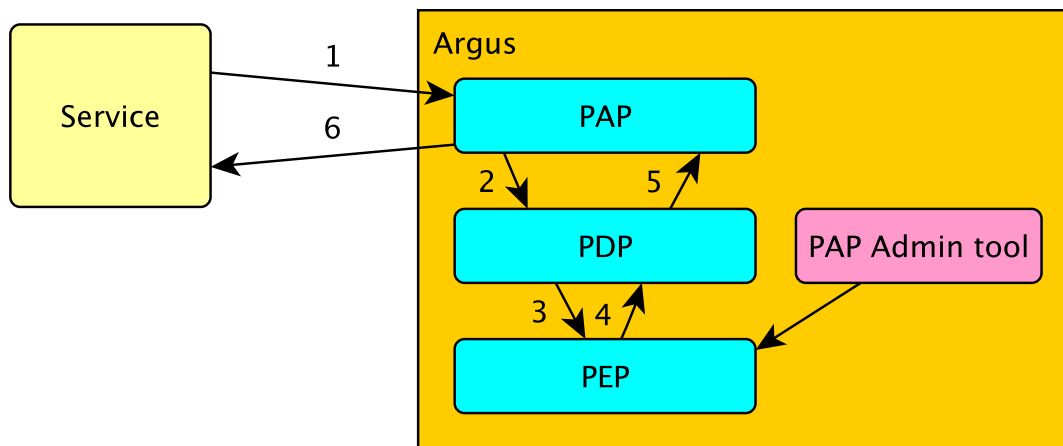 Argus
1
PAP
Service
6
2
5
PDP
PAP Admin tool
3
4
PEP